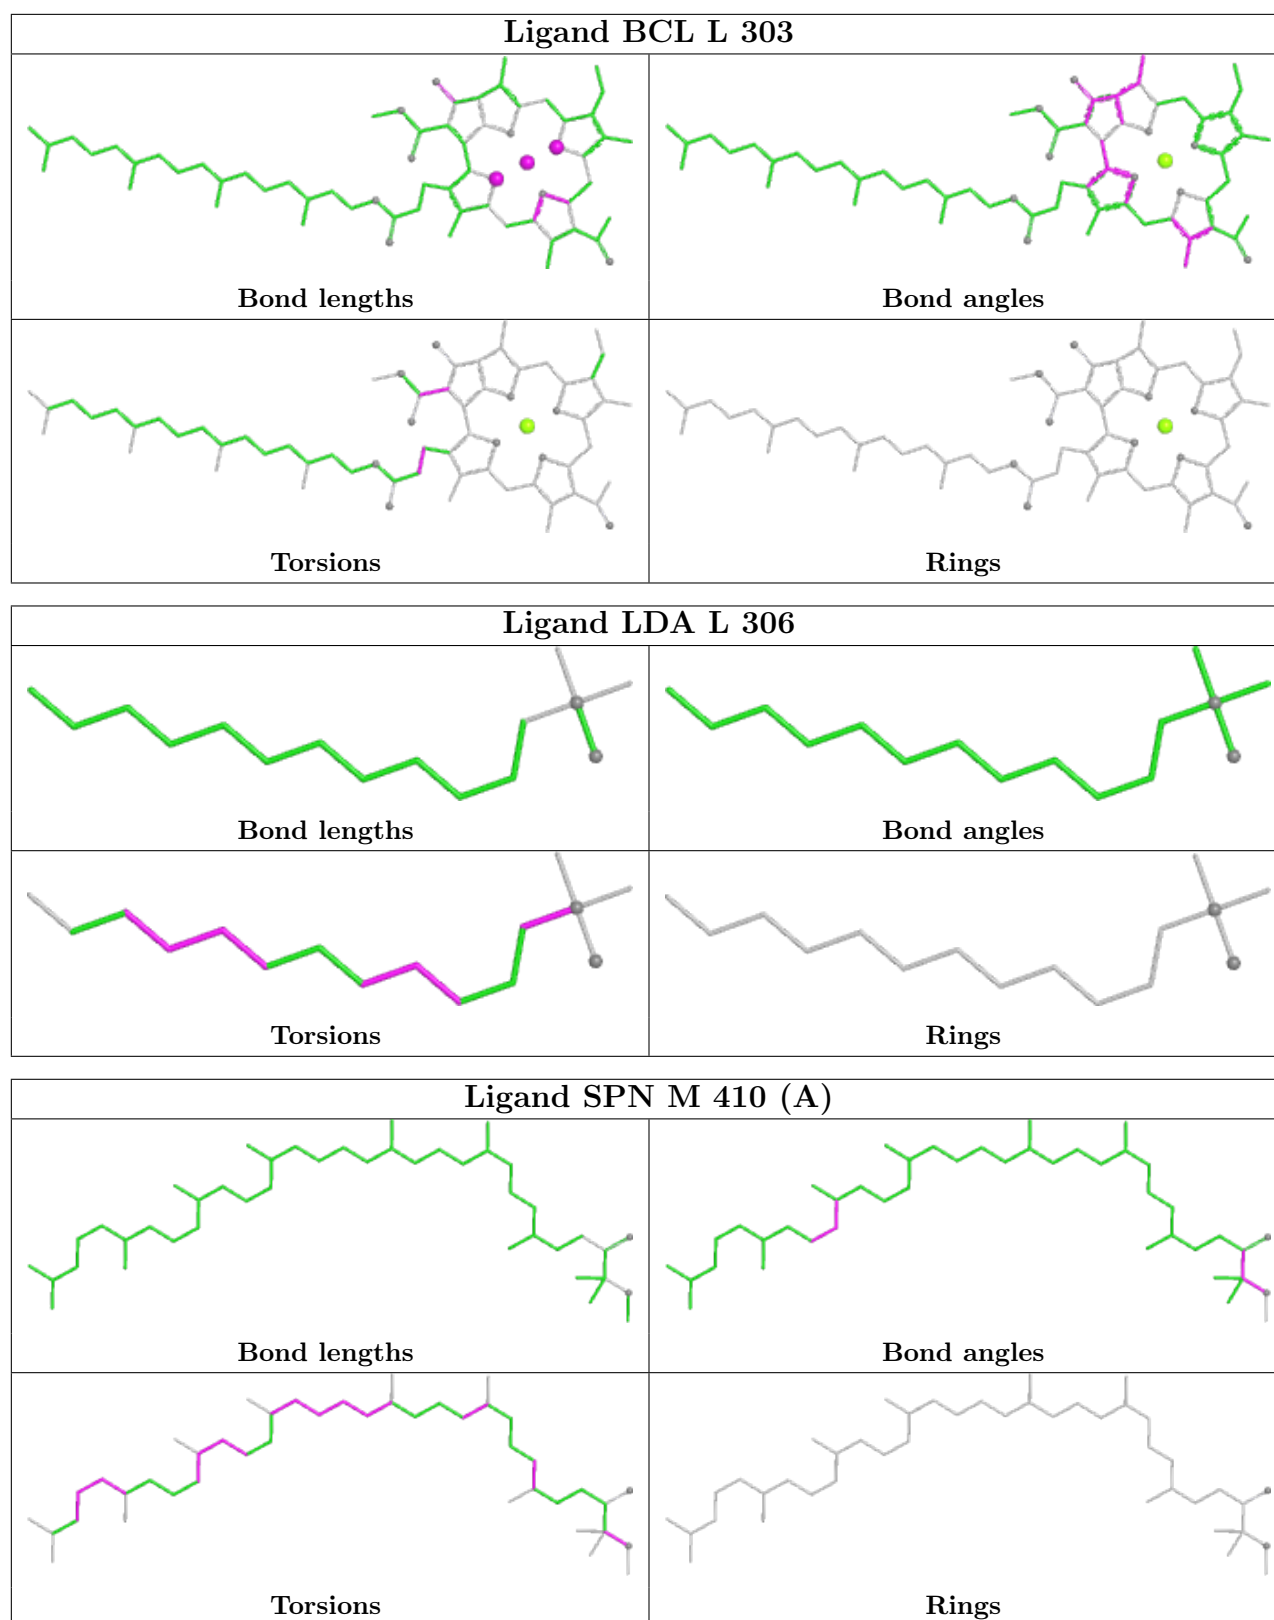 Ligand BCL L 303
Bond lengths
Bond angles
Torsions
Rings
Ligand LDA L 306
Bond lengths
Bond angles
Torsions
Rings
Ligand SPN M 410 (A)
Bond lengths
Bond angles
Torsions
Rings